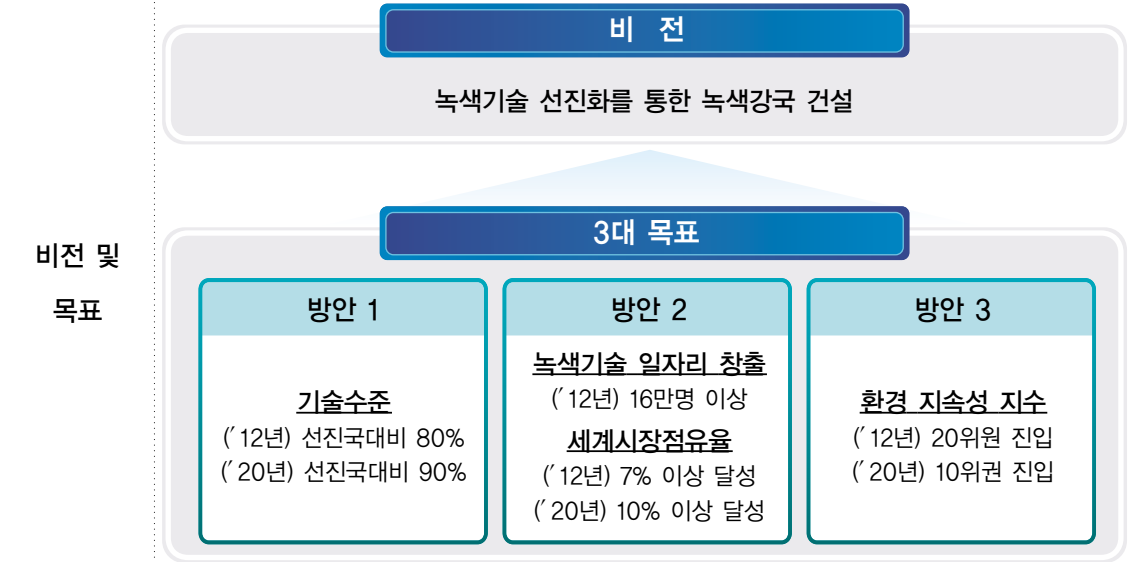 비 전
녹색기술 선진화를 통한 녹색강국 건설
비전 및
목표
3대 목표
방안 1
기술수준
(′12년) 선진국대비 80%
(′20년) 선진국대비 90%
방안 2
녹색기술 일자리 창출
(′12년) 16만명 이상
세계시장점유율
(′12년) 7% 이상 달성
(′20년) 10% 이상 달성
방안 3
환경 지속성 지수
(′12년) 20위원 진입
(′20년) 10위권 진입